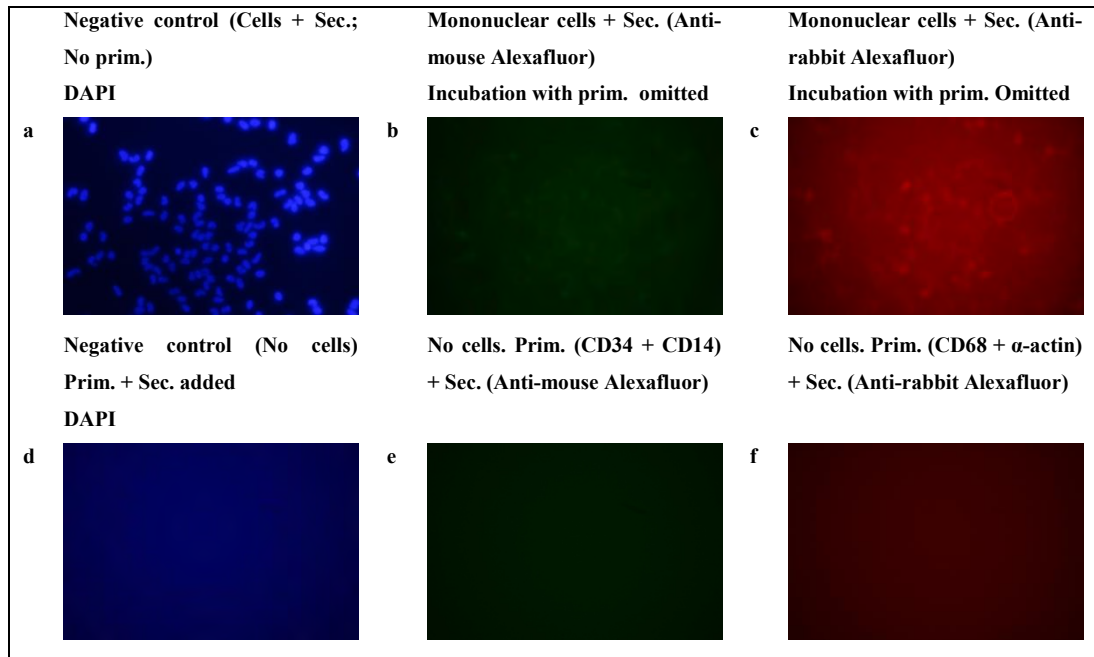 Negative control (Cells + Sec.;
No prim.)
DAPI
Mononuclear cells + Sec. (Anti-
mouse Alexafluor)
Incubation with prim. omitted
Mononuclear cells + Sec. (Anti-
rabbit Alexafluor)
Incubation with prim. Omitted
a
b
c
Negative control (No cells)
Prim. + Sec. added
DAPI
No cells. Prim. (CD34 + CD14)
+ Sec. (Anti-mouse Alexafluor)
No cells. Prim. (CD68 + α-actin)
+ Sec. (Anti-rabbit Alexafluor)
d
e
f